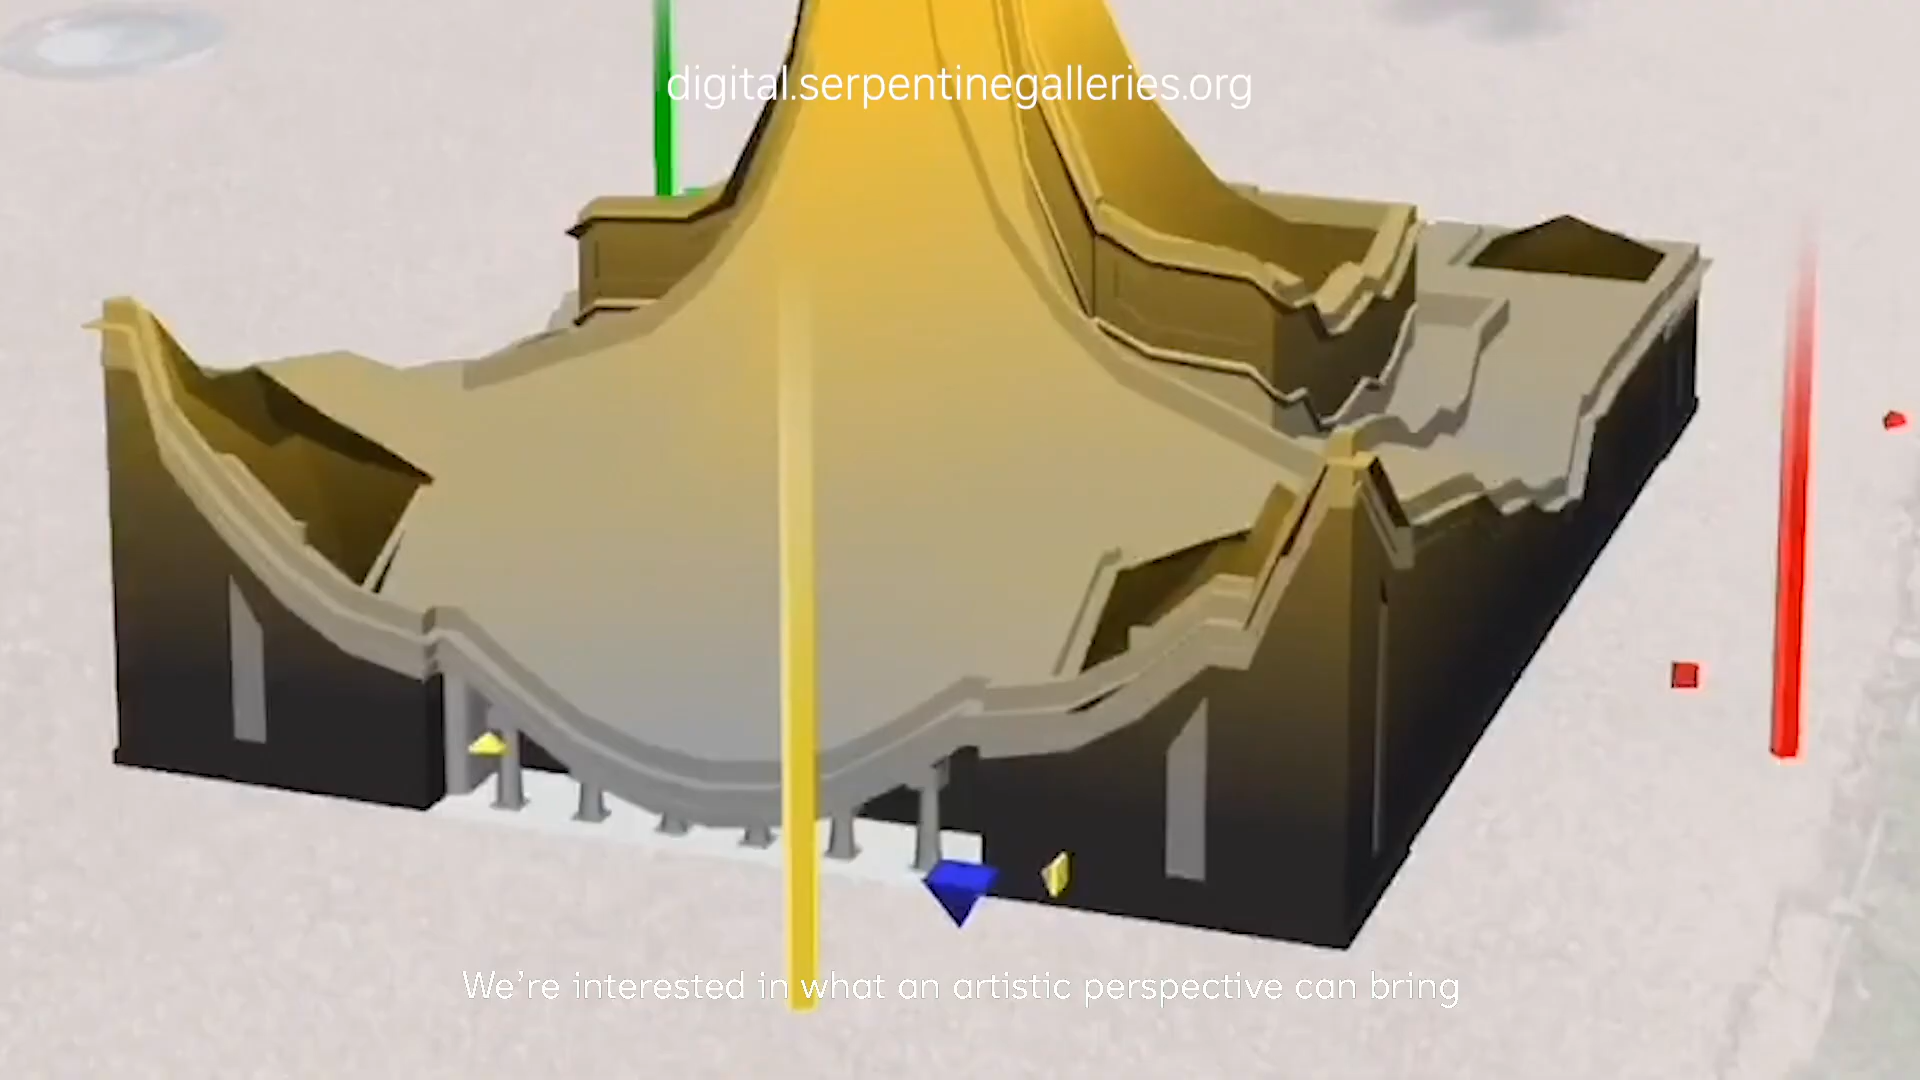 digital.serpentinegalleries.org
We’re interested in what an artistic perspective can bring